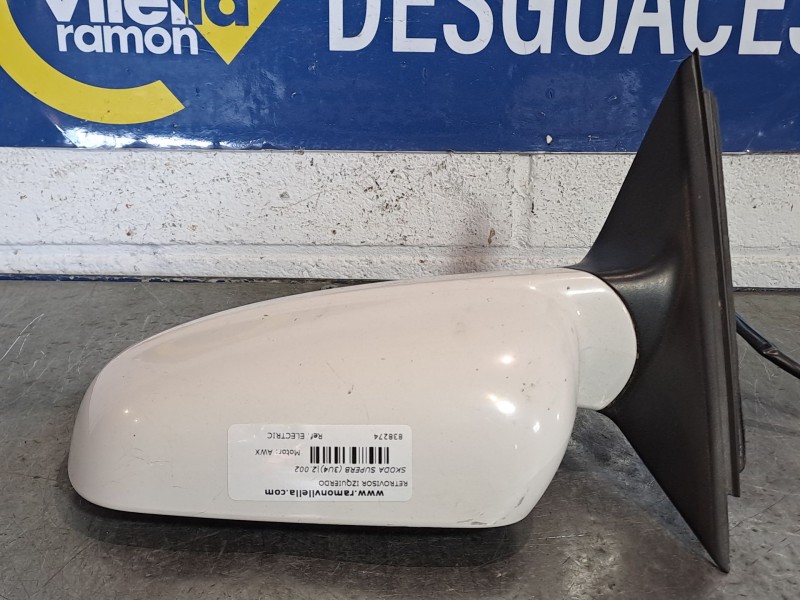 vilella
ramon
DESGUACES
www.ramonvilella.com
RETROVISOR IZQUIERDO
SKODA SUPERB (3U4)(2.002
Motor: AWX
Ref ELECTRIC
838274